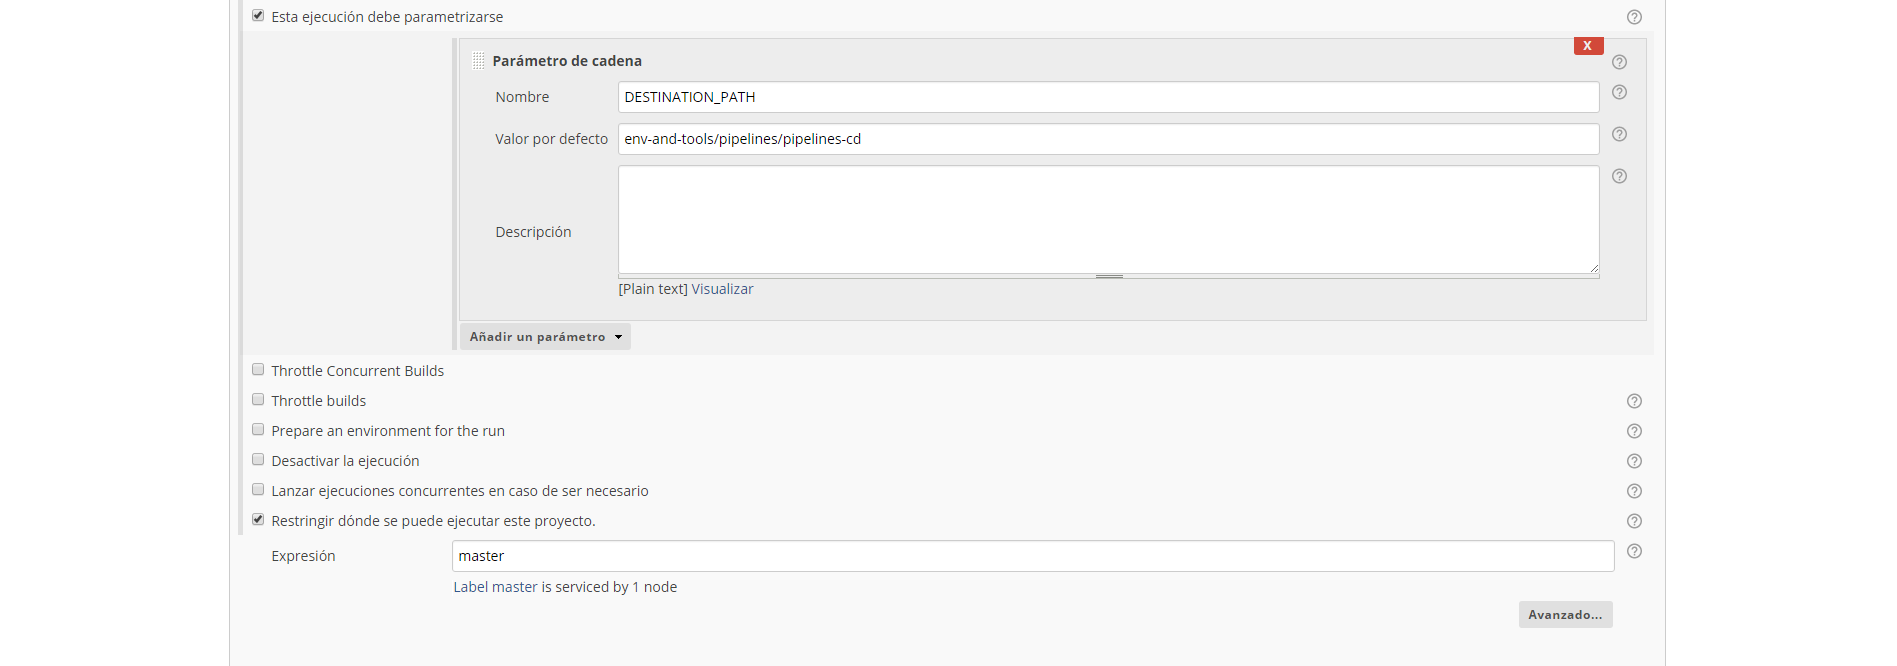 Esta ejecución debe parametrizarse
X
Parámetro de cadena
Nombre DESTINATION_PATH
Valor por defecto env-and-tools/pipelines/pipelines-cd
Descripción
[Plain text] Visualizar
Añadir un parámetro
Throttle Concurrent Builds
Throttle builds
Prepare an environment for the run
Desactivar la ejecución
Lanzar ejecuciones concurrentes en caso de ser necesario
Restringir dónde se puede ejecutar este proyecto.
Expresión master
Label master is serviced by 1 node
Avanzado...